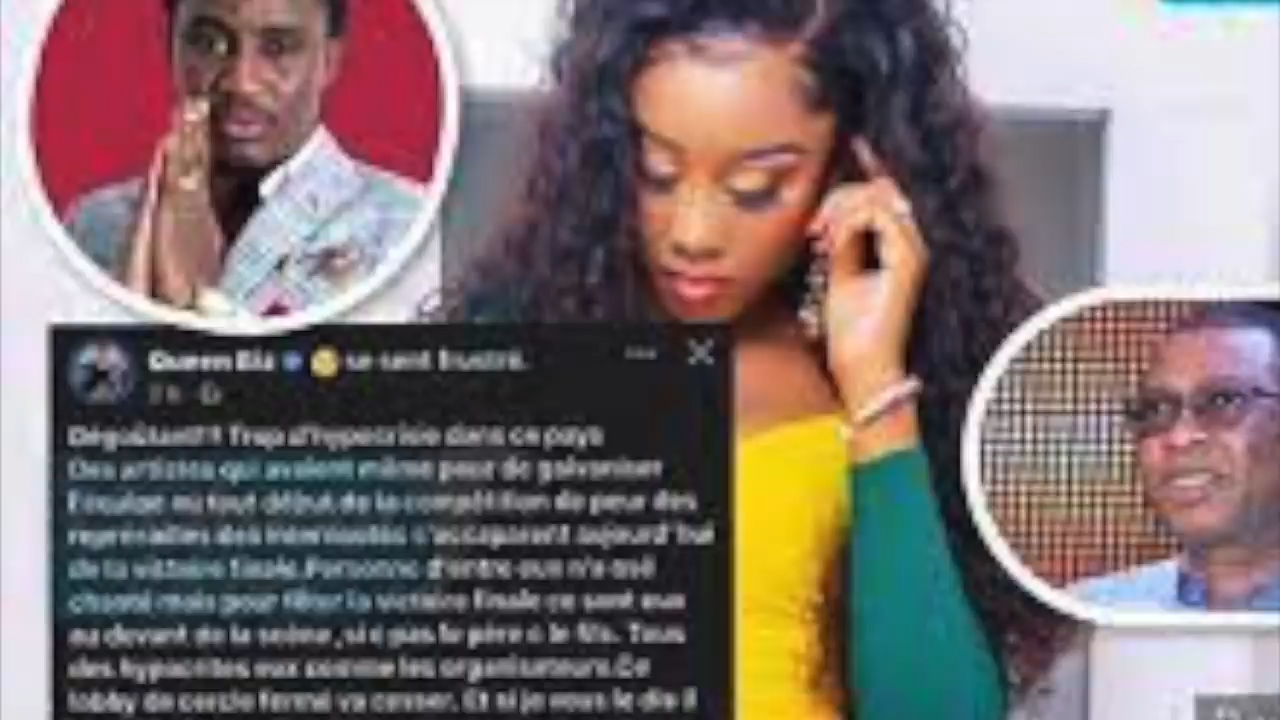 Queen Biz se sent frustré.
Dégoûtant!!! Trop d'hypocrisie dans ce pays
Des artistes qui avaient même peur de galvaniser
l'équipe au tout début de la compétition de peur des
représailles des internautes s'accaparent aujourd'hui
de la victoire finale.Personne d'entre eux n'a osé
chanté mais pour fêter la victoire finale ce sont eux
au devant de la scène ,si c pas le père c le fils. Tous
des hypocrites eux comme les organisateurs.Ce
lobby de cercle fermé va cesser. Et si je vous le dis il